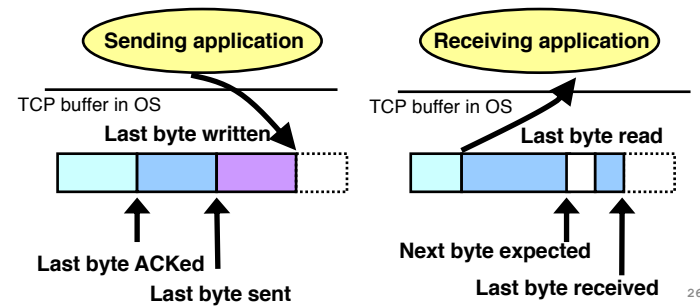 Sending application
TCP buffer in OS
Last byte written
Last byte ACKed
Last byte sent
Receiving application
TCP buffer in OS
Last byte read
Next byte expected
Last byte received
26